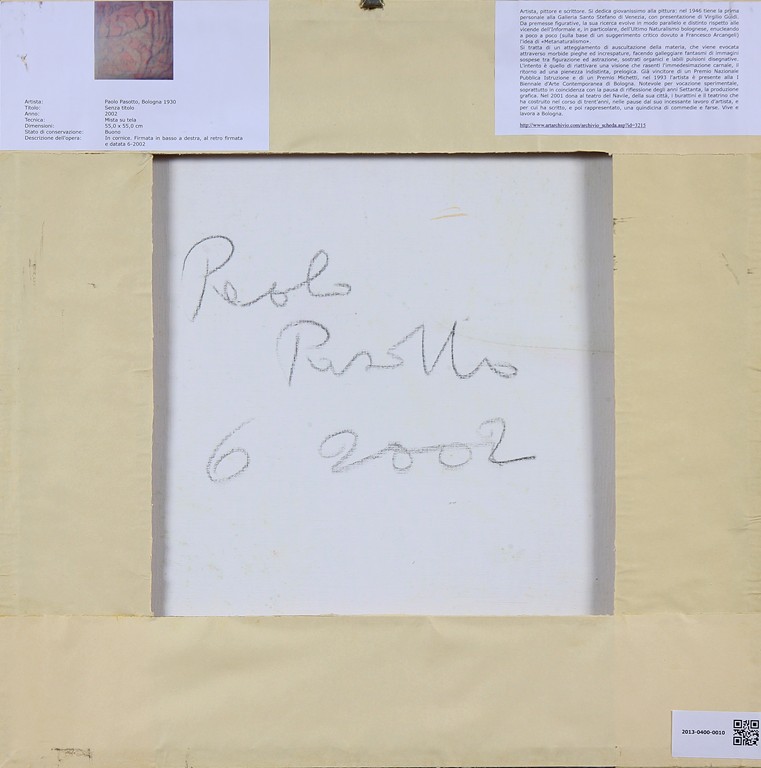 Artista: Paolo Pasotto, Bologna 1930
Titolo: Senza titolo
Anno: 2002
Tecnica: Mista su tela
Dimensioni: 55,0 x 55,0 cm
Stato di conservazione: Buono
Descrizione dell'opera: In cornice. Firmata in basso a destra, al retro firmata
e datata 6-2002
Artista, pittore e scrittore. Si dedica giovanissimo alla pittura: nel 1946 tiene la prima
personale alla Galleria Santo Stefano di Venezia, con presentazione di Virgilio Guidi.
Da premesse figurative, la sua ricerca evolve in modo parallelo e distinto rispetto alle
vicende dell'Informale e, in particolare, dell'Ultimo Naturalismo bolognese, enucleando
a poco a poco (sulla base di un suggerimento critico dovuto a Francesco Arcangeli)
l'idea di «Metanaturalismo».
Si tratta di un atteggiamento di auscultazione della materia, che viene evocata
attraverso morbide peghe ed increspature, facendo galleggiare fantasmi di immagini
sospese tra figurazione ed astrazione, sostrati organici e labili pulsioni disegnative.
L'intento è quello di riattivare una visione che rasenti l'immedesimazione carnale, il
ritorno ad una pienezza indistinta, prelogica. Già vincitore di un Premio Nazionale
Pubblica Istruzione e di un Premio Michetti, nel 1993 l'artista è presente alla I
Biennale d'Arte Contemporanea di Bologna. Notevole per vocazione sperimentale,
soprattutto in coincidenza con la pausa di riflessione degli anni Settanta, la produzione
grafica. Nel 2001 dona al teatro del Navile, della sua città, i burattini e il teatrino che
ha costruito nel corso di trent'anni, nelle pause dal suo incessante lavoro d'artista, e
per cui ha scritto, e poi rappresentato, una quindicina di commedie e farse. Vive e
lavora a Bologna.
http://www.artarchivio.com/archivio_scheda.asp?id=3213
Paolo
Pasotto
6 2002
2013-0400-0010